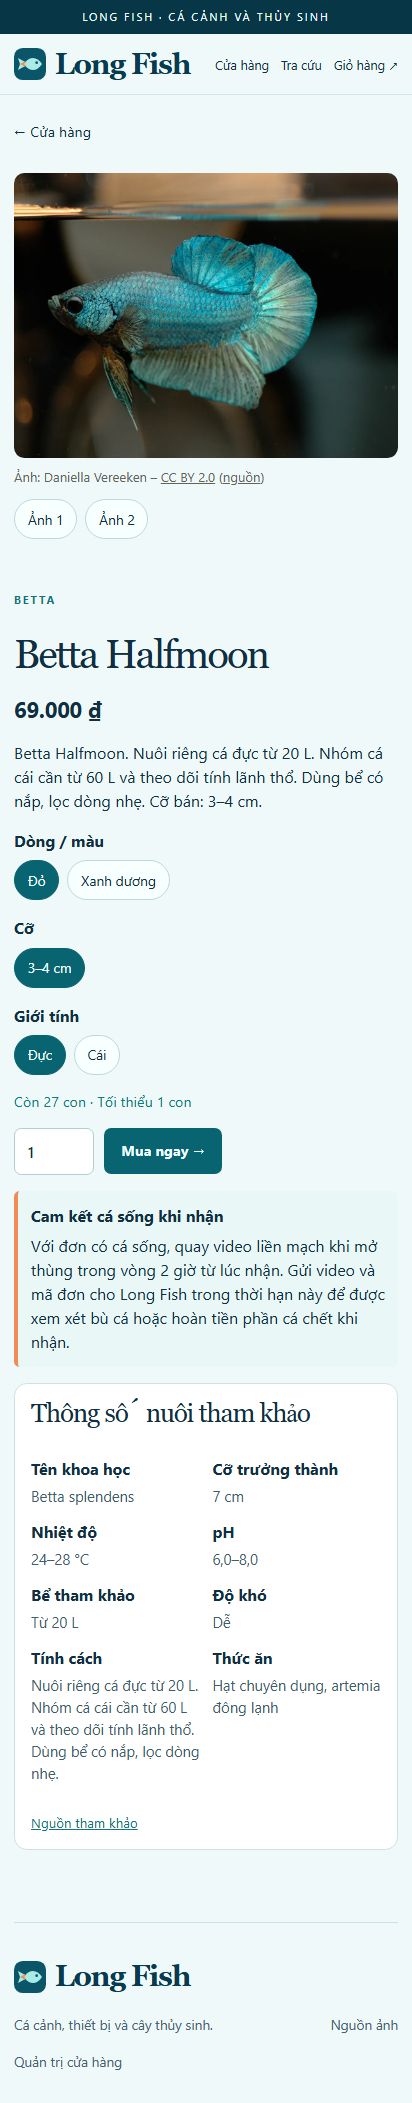 LONG FISH · CÁ CẢNH VÀ THỦY SINH
Long Fish
Cửa hàng Tra cứu Giỏ hàng ↗
← Cửa hàng
Ảnh: Daniella Vereeken – CC BY 2.0 (nguồn)
Ảnh 1 Ảnh 2
BETTA
Betta Halfmoon
69.000 ₫
Betta Halfmoon. Nuôi riêng cá đực từ 20 L. Nhóm cá
cái cần từ 60 L và theo dõi tính lãnh thổ. Dùng bể có
nắp, lọc dòng nhẹ. Cỡ bán: 3–4 cm.
Dòng / màu
Đỏ Xanh dương
Cỡ
3–4 cm
Giới tính
Đực Cái
Còn 27 con · Tối thiểu 1 con
1 Mua ngay →
Cam kết cá sống khi nhận
Với đơn có cá sống, quay video liền mạch khi mở
thùng trong vòng 2 giờ từ lúc nhận. Gửi video và
mã đơn cho Long Fish trong thời hạn này để được
xem xét bù cá hoặc hoàn tiền phần cá chết khi
nhận.
Thông số nuôi tham khảo
Tên khoa học
Betta splendens
Cỡ trưởng thành
7 cm
Nhiệt độ
24–28 °C
pH
6,0–8,0
Bể tham khảo
Từ 20 L
Độ khó
Dễ
Tính cách
Nuôi riêng cá đực từ 20 L.
Nhóm cá cái cần từ 60 L
và theo dõi tính lãnh thổ.
Dùng bể có nắp, lọc dòng
nhẹ.
Thức ăn
Hạt chuyên dụng, artemia
đông lạnh
Nguồn tham khảo
Long Fish
Cá cảnh, thiết bị và cây thủy sinh.
Nguồn ảnh
Quản trị cửa hàng